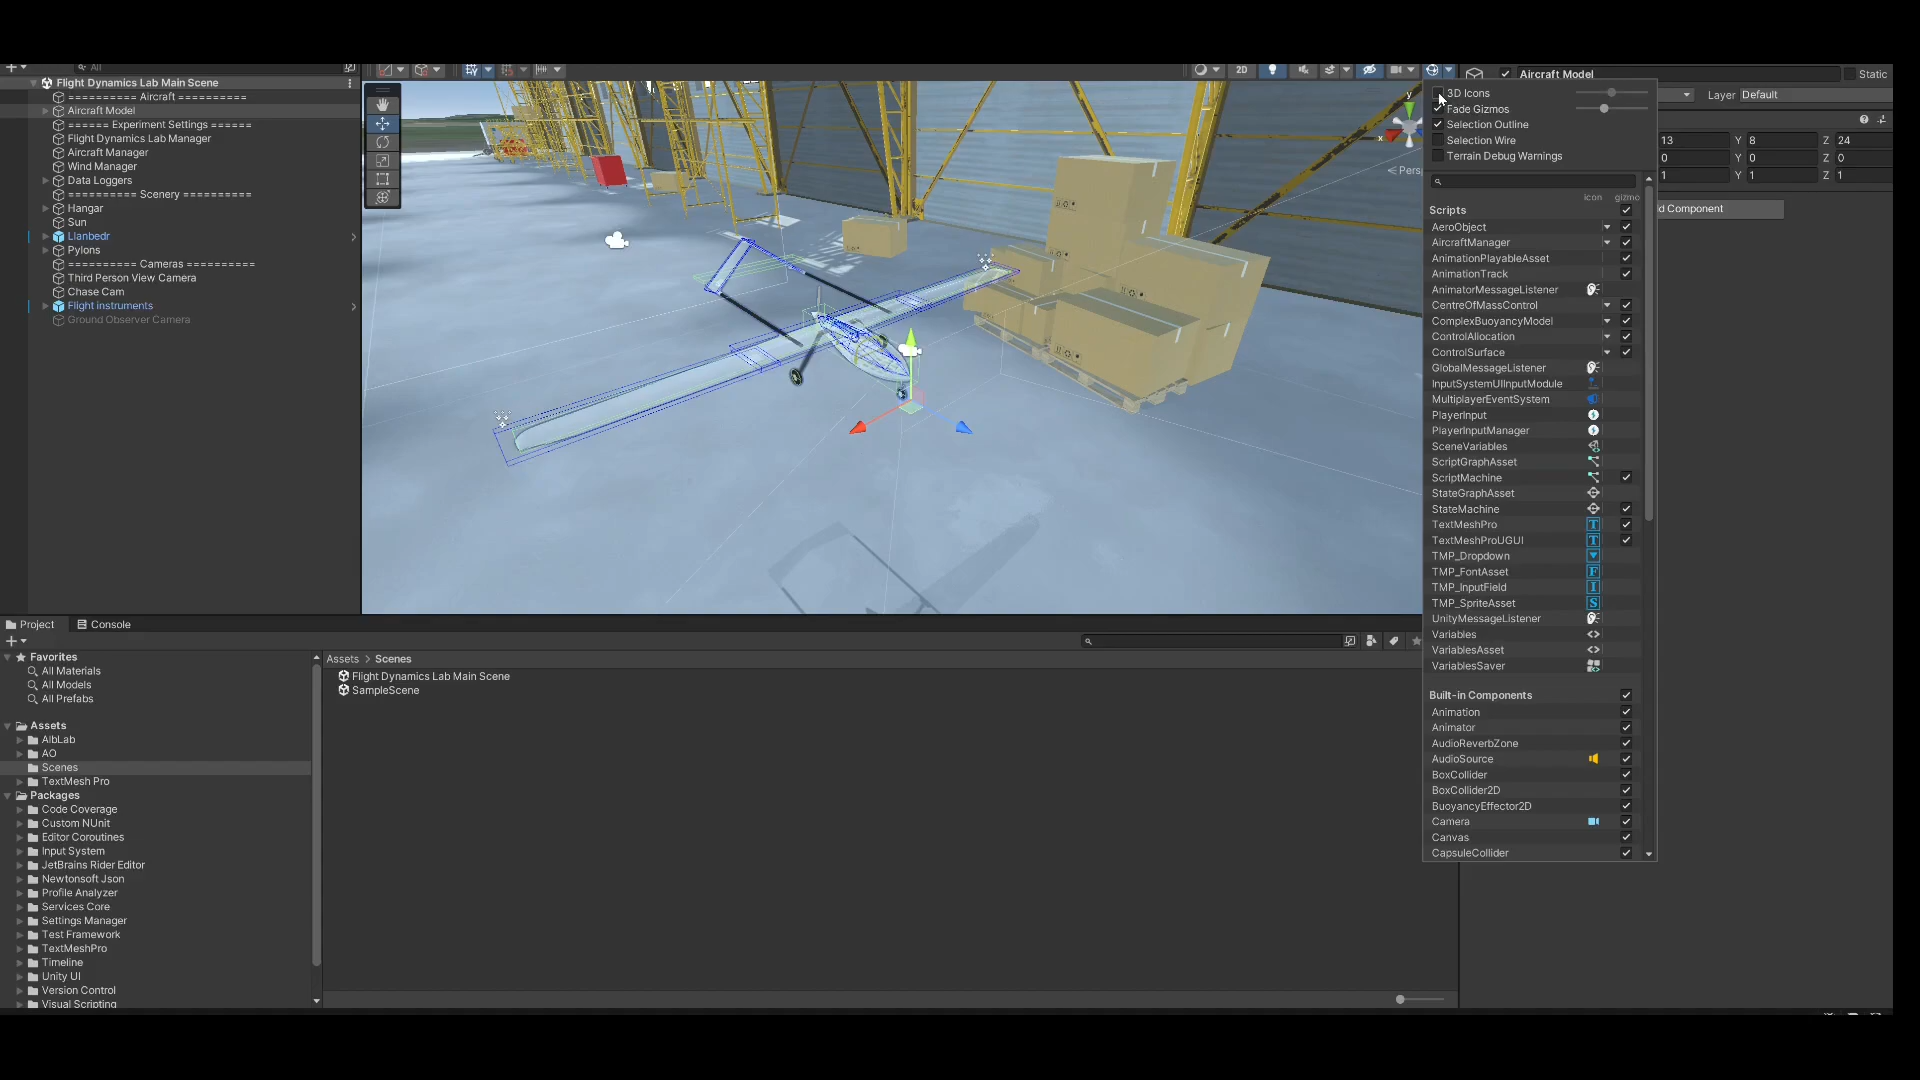 All
Flight Dynamics Lab Main Scene
========== Aircraft ==========
Aircraft Model
====== Experiment Settings ======
Flight Dynamics Lab Manager
Aircraft Manager
Wind Manager
Data Loggers
========== Scenery ==========
Hangar
Sun
Llanbedr
Pylons
========== Cameras ==========
Third Person View Camera
Chase Cam
Flight instruments
Ground Observer Camera
2D
y
x
Pers
3D Icons
Fade Gizmos
Selection Outline
Selection Wire
Terrain Debug Warnings
icon gizmo
Scripts
AeroObject
AircraftManager
AnimationPlayableAsset
AnimationTrack
AnimatorMessageListener
CentreOfMassControl
ComplexBuoyancyModel
ControlAllocation
ControlSurface
GlobalMessageListener
InputSystemUIInputModule
MultiplayerEventSystem
PlayerInput
PlayerInputManager
SceneVariables
ScriptGraphAsset
ScriptMachine
StateGraphAsset
StateMachine
TextMeshPro T
TextMeshProUGUI T
TMP_Dropdown
TMP_FontAsset F
TMP_InputField I
TMP_SpriteAsset S
UnityMessageListener
Variables
VariablesAsset
VariablesSaver
Built-in Components
Animation
Animator
AudioReverbZone
AudioSource
BoxCollider
BoxCollider2D
BuoyancyEffector2D
Camera
Canvas
CapsuleCollider
Aircraft Model Static
Layer Default
13 Y 8 Z 24
0 Y 0 Z 0
1 Y 1 Z 1
d Component
Project Console
Favorites
All Materials
All Models
All Prefabs
Assets
AlbLab
AO
Scenes
TextMesh Pro
Packages
Code Coverage
Custom NUnit
Editor Coroutines
Input System
JetBrains Rider Editor
Newtonsoft Json
Profile Analyzer
Services Core
Settings Manager
Test Framework
TextMeshPro
Timeline
Unity UI
Version Control
Visual Scripting
Assets > Scenes
Flight Dynamics Lab Main Scene
SampleScene